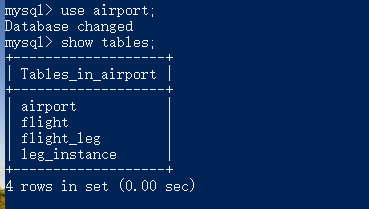 mysql> use airport;
Database changed
mysql> show tables;
+-------------------+
| Tables_in_airport |
+-------------------+
| airport           |
| flight            |
| flight_leg        |
| leg_instance      |
+-------------------+
4 rows in set (0.00 sec)